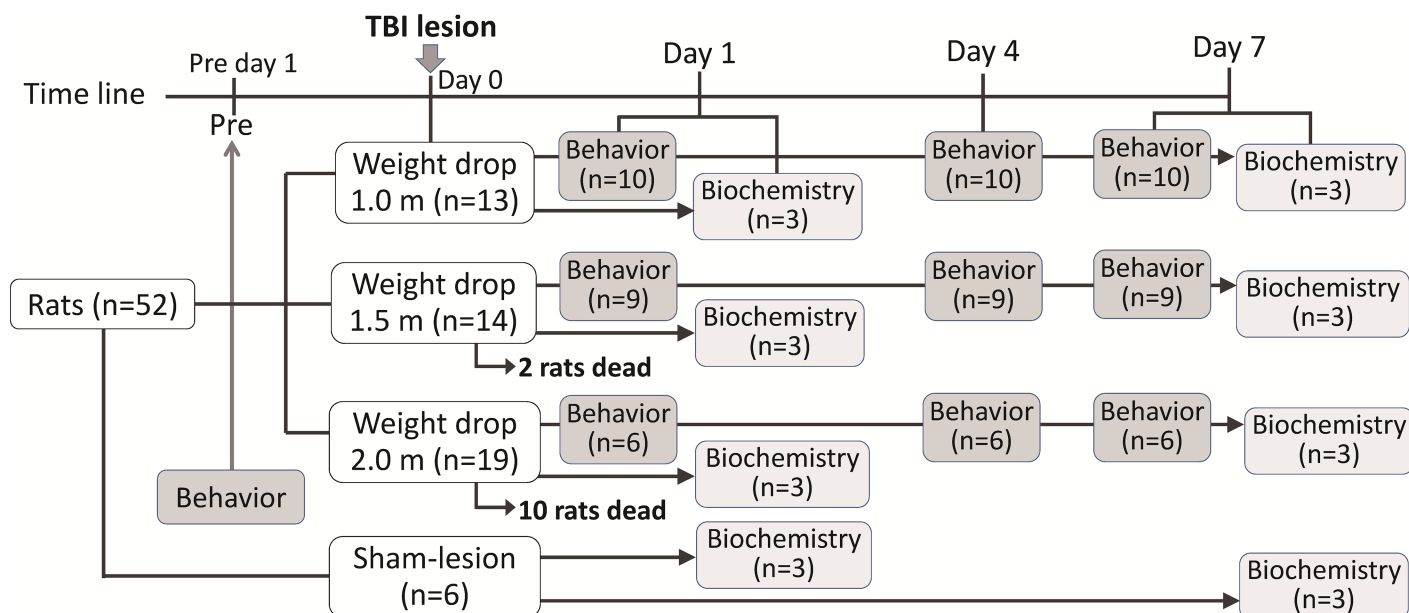 TBI lesion
Pre day 1
Day 0
Day 1
Day 4
Day 7
Time line
Pre
Weight drop
1.0 m (n=13)
Behavior
(n=10)
Biochemistry
(n=3)
Behavior
(n=10)
Behavior
(n=10)
Biochemistry
(n=3)
Rats (n=52)
Weight drop
1.5 m (n=14)
Behavior
(n=9)
Biochemistry
(n=3)
Behavior
(n=9)
Behavior
(n=9)
Biochemistry
(n=3)
2 rats dead
Weight drop
2.0 m (n=19)
Behavior
(n=6)
Biochemistry
(n=3)
Behavior
(n=6)
Behavior
(n=6)
Biochemistry
(n=3)
10 rats dead
Behavior
Sham-lesion
(n=6)
Biochemistry
(n=3)
Biochemistry
(n=3)